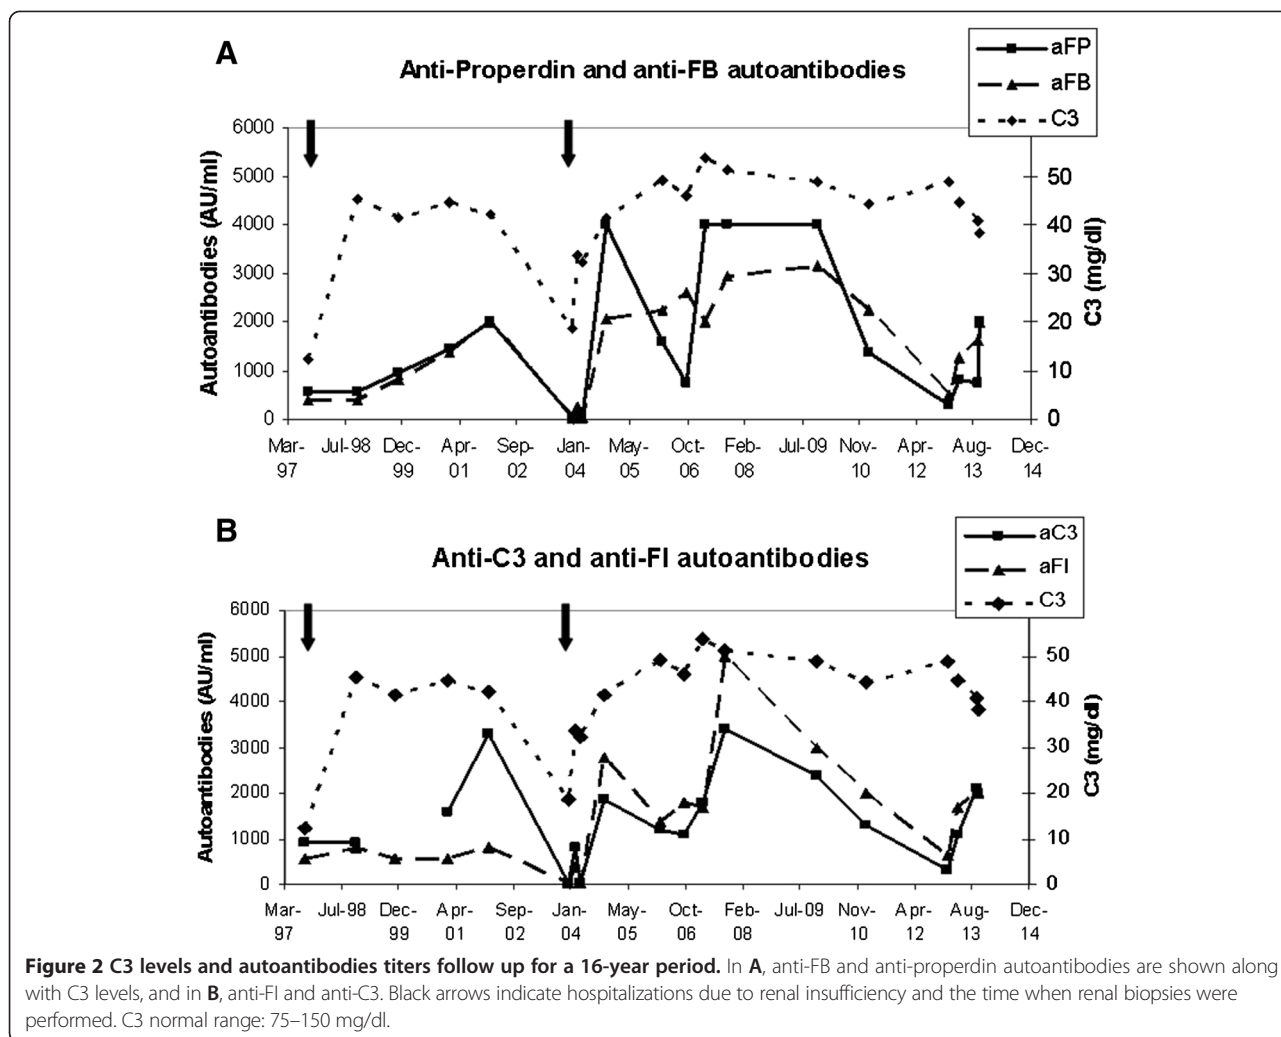 A
Anti-Properdin and anti-FB autoantibodies
aFP
aFB
C3
Autoantibodies (AU/ml)
6000
5000
4000
3000
2000
1000
0
50
40
30
20
10
0
C3 (mg/dl)
Mar- Jul-98 Dec- Apr- Sep- Jan- May- Oct- Feb- Jul-09 Nov- Apr- Aug- Dec-
97 99 01 02 04 05 06 08 10 12 13 14
B
Anti-C3 and anti-FI autoantibodies
aC3
aFI
C3
Autoantibodies (AU/ml)
6000
5000
4000
3000
2000
1000
0
50
40
30
20
10
0
C3 (mg/dl)
Mar- Jul-98 Dec- Apr- Sep- Jan- May- Oct- Feb- Jul-09 Nov- Apr- Aug- Dec-
97 99 01 02 04 05 06 08 10 12 13 14
Figure 2 C3 levels and autoantibodies titers follow up for a 16-year period. In A, anti-FB and anti-properdin autoantibodies are shown along
with C3 levels, and in B, anti-FI and anti-C3. Black arrows indicate hospitalizations due to renal insufficiency and the time when renal biopsies were
performed. C3 normal range: 75–150 mg/dl.